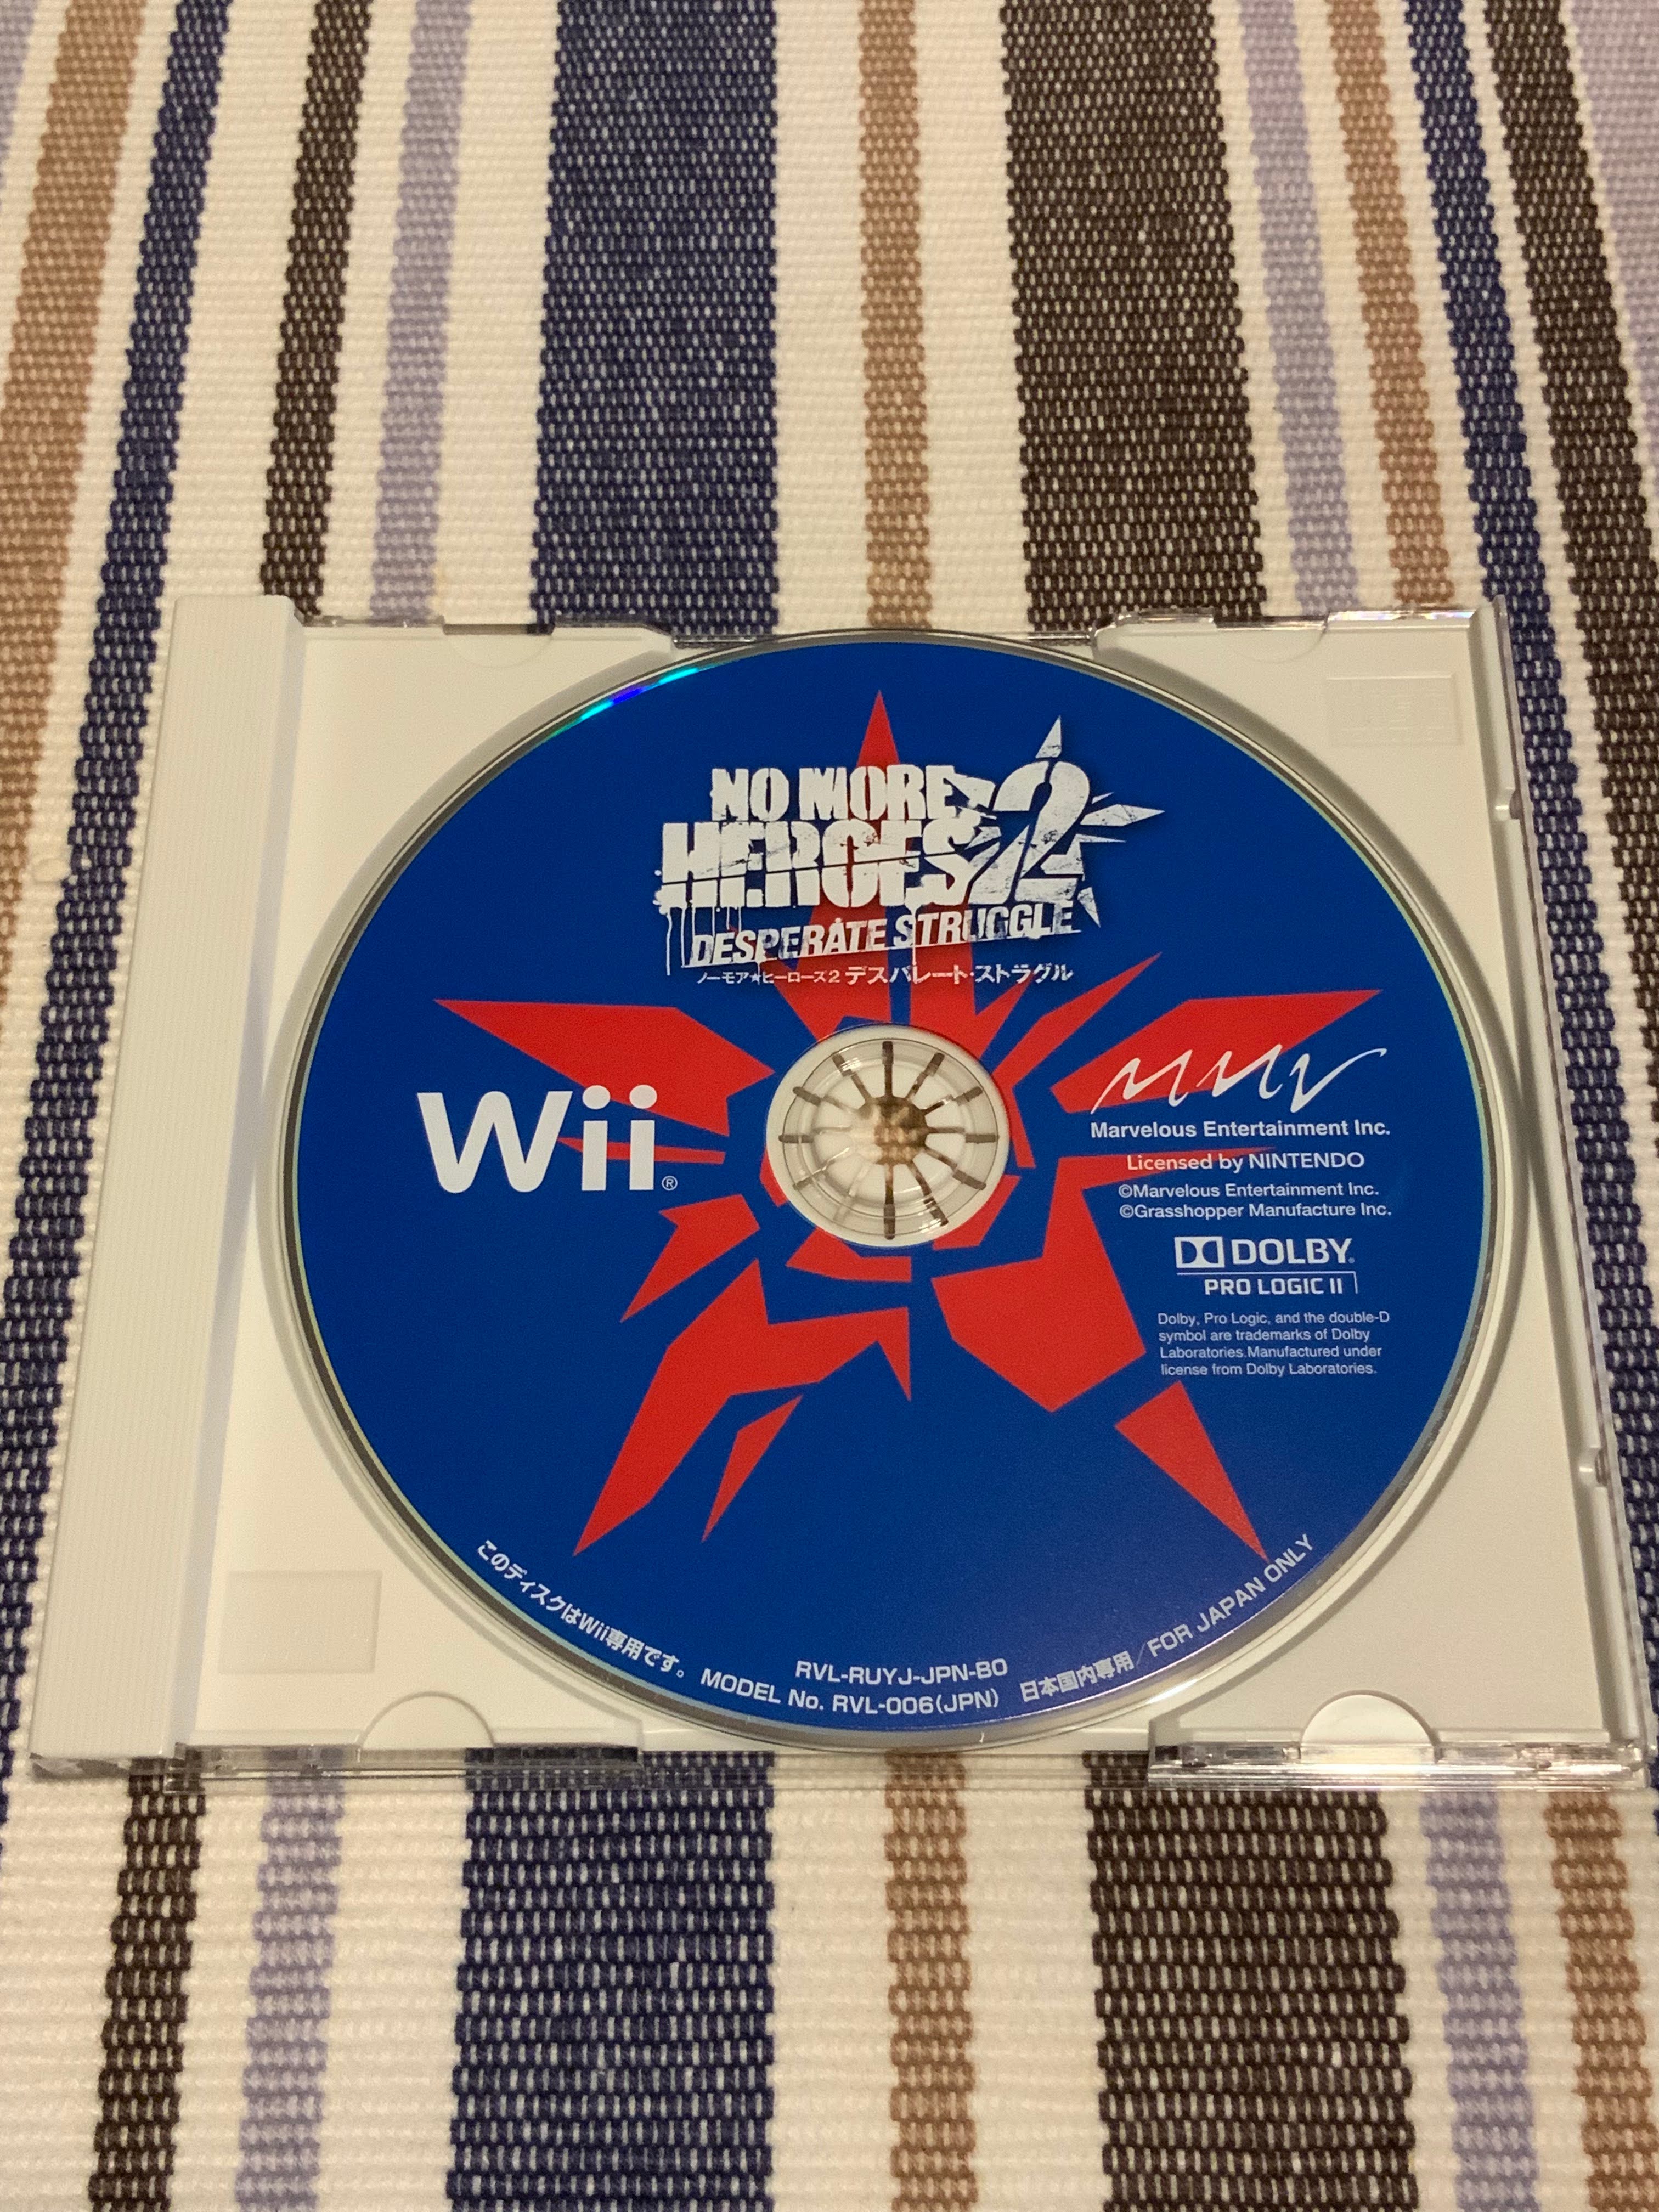 NO MORE
HEROES 2
DESPERATE STRUGGLE
ノーモア★ヒーローズ2 デスパレート・ストラグル
Wii®
Marvelous Entertainment Inc.
Licensed by NINTENDO
©Marvelous Entertainment Inc.
©Grasshopper Manufacture Inc.
DOLBY®
PRO LOGIC II
Dolby, Pro Logic, and the double-D
symbol are trademarks of Dolby
Laboratories.Manufactured under
license from Dolby Laboratories.
RVL-RUYJ-JPN-B0
このディスクはWii専用です。 MODEL No. RVL-006(JPN) 日本国内専用/FOR JAPAN ONLY